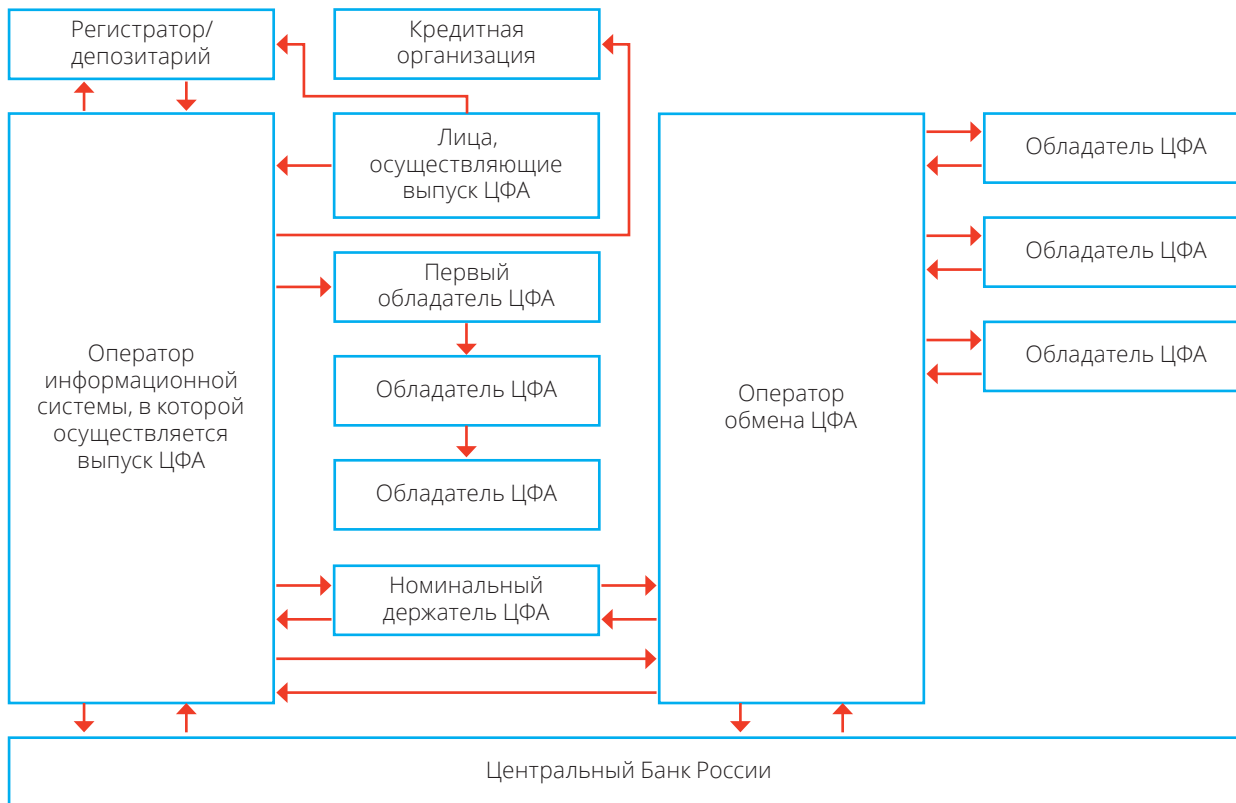 Регистратор/
депозитарий
Кредитная
организация
Лица,
осуществляющие
выпуск ЦФА
Обладатель ЦФА
Обладатель ЦФА
Первый
обладатель ЦФА
Обладатель ЦФА
Оператор
информационной
системы, в которой
осуществляется
выпуск ЦФА
Обладатель ЦФА
Оператор
обмена ЦФА
Обладатель ЦФА
Номинальный
держатель ЦФА
Центральный Банк России